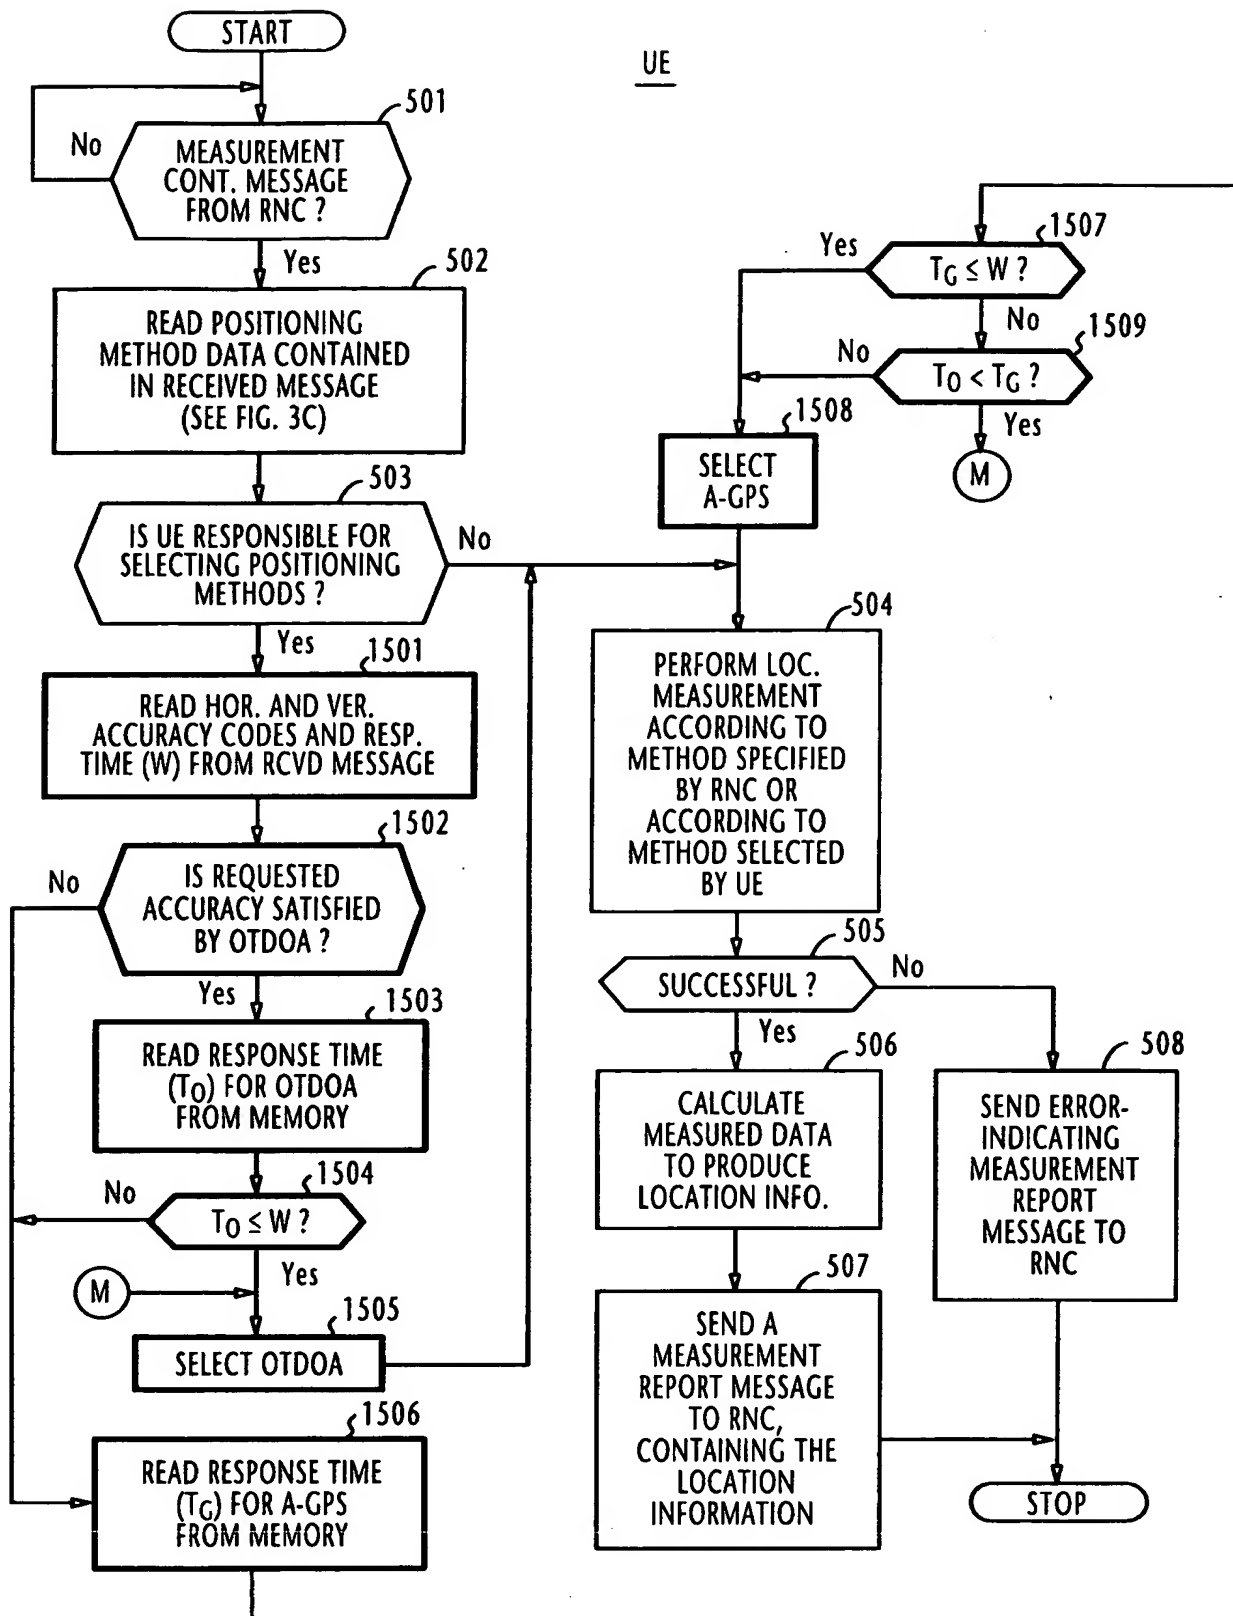 START
UE
501
No
MEASUREMENT
CONT. MESSAGE
FROM RNC ?
Yes
502
READ POSITIONING
METHOD DATA CONTAINED
IN RECEIVED MESSAGE
(SEE FIG. 3C)
503
IS UE RESPONSIBLE FOR
SELECTING POSITIONING
METHODS ?
No
Yes
1501
READ HOR. AND VER.
ACCURACY CODES AND RESP.
TIME (W) FROM RCVD MESSAGE
1502
No
IS REQUESTED
ACCURACY SATISFIED
BY OTDOA ?
Yes
1503
READ RESPONSE TIME
(TO) FOR OTDOA
FROM MEMORY
1504
No
TO ≤ W ?
Yes
M
1505
SELECT OTDOA
1506
READ RESPONSE TIME
(TG) FOR A-GPS
FROM MEMORY
1507
Yes
TG ≤ W ?
No
1509
No
TO < TG ?
Yes
M
1508
SELECT
A-GPS
504
PERFORM LOC.
MEASUREMENT
ACCORDING TO
METHOD SPECIFIED
BY RNC OR
ACCORDING TO
METHOD SELECTED
BY UE
505
SUCCESSFUL ?
No
Yes
506
CALCULATE
MEASURED DATA
TO PRODUCE
LOCATION INFO.
508
SEND ERROR-
INDICATING
MEASUREMENT
REPORT
MESSAGE TO
RNC
507
SEND A
MEASUREMENT
REPORT MESSAGE
TO RNC,
CONTAINING THE
LOCATION
INFORMATION
STOP